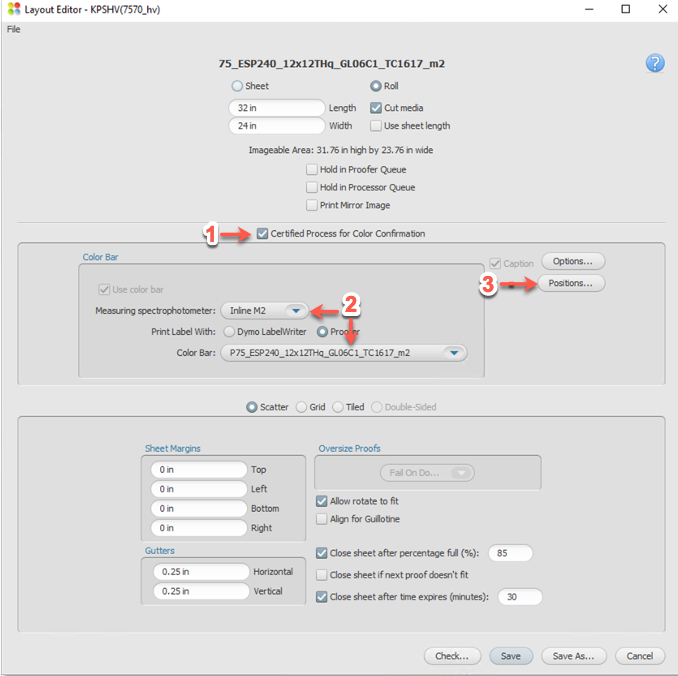 Layout Editor - KPSHV(7570_hv)
File
75_ESP240_12x12THq_GL06C1_TC1617_m2
?
Sheet Roll
32 in Length Cut media
24 in Width Use sheet length
Imageable Area: 31.76 in high by 23.76 in wide
Hold in Proofer Queue
Hold in Processor Queue
Print Mirror Image
1 Certified Process for Color Confirmation
Color Bar
Caption Options...
3 Positions...
Use color bar
Measuring spectrophotometer: Inline M2 2
Print Label With: Dymo LabelWriter Proofer
Color Bar: P75_ESP240_12x12THq_GL06C1_TC1617_m2
Scatter Grid Tiled Double-Sided
Sheet Margins
0 in Top
0 in Left
0 in Bottom
0 in Right
Gutters
0.25 in Horizontal
0.25 in Vertical
Oversize Proofs
Fail On Do...
Allow rotate to fit
Align for Guillotine
Close sheet after percentage full (%): 85
Close sheet if next proof doesn't fit
Close sheet after time expires (minutes): 30
Check... Save Save As... Cancel